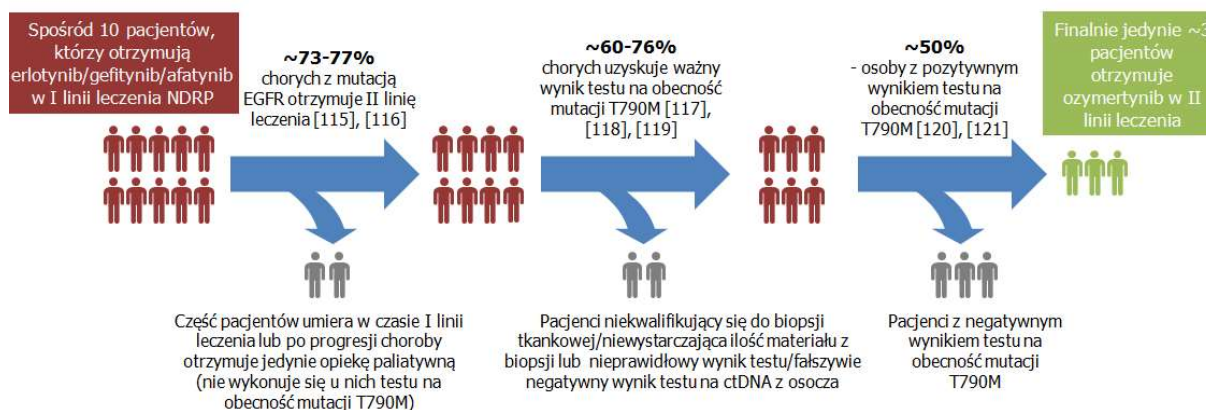 Spośród 10 pacjentów,
którzy otrzymują
erlotynib/gefitynib/afatynib
w I linii leczenia NDRP
~73-77%
chorych z mutacją
EGFR otrzymuje II linię
leczenia [115], [116]
~60-76%
chorych uzyskuje ważny
wynik testu na obecność
mutacji T790M [117],
[118], [119]
~50%
- osoby z pozytywnym
wynikiem testu na
obecność mutacji
T790M [120], [121]
Finalnie jedynie ~3
pacjentów
otrzymuje
ozymertynib w II
linii leczenia
Część pacjentów umiera w czasie I linii
leczenia lub po progresji choroby
otrzymuje jedynie opiekę paliatywną
(nie wykonuje się u nich testu na
obecność mutacji T790M)
Pacjenci niekwalifikujący się do biopsji
tkankowej/niewystarczająca ilość materiału z
biopsji lub nieprawidłowy wynik testu/fałszywie
negatywny wynik testu na ctDNA z osocza
Pacjenci z negatywnym
wynikiem testu na
obecność mutacji
T790M